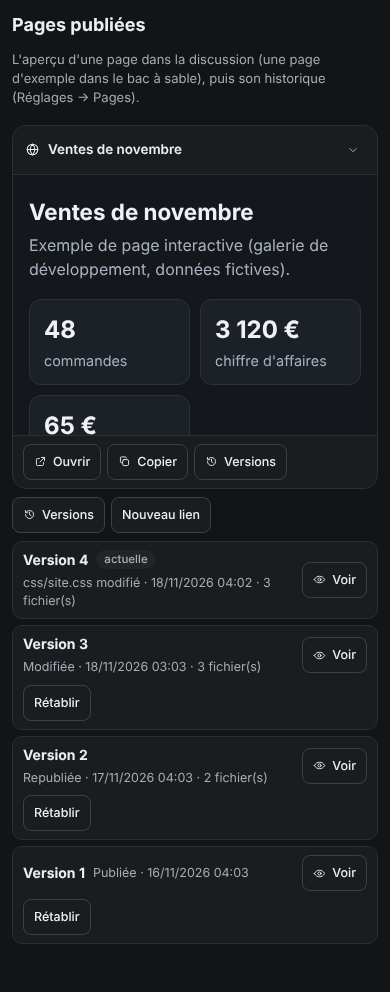 Pages publiées
L'aperçu d'une page dans la discussion (une page
d'exemple dans le bac à sable), puis son historique
(Réglages → Pages).
Ventes de novembre
Ventes de novembre
Exemple de page interactive (galerie de
développement, données fictives).
48
commandes
3 120 €
chiffre d'affaires
65 €
Ouvrir
Copier
Versions
Versions
Nouveau lien
Version 4 actuelle
css/site.css modifié · 18/11/2026 04:02 · 3
fichier(s)
Voir
Version 3
Modifiée · 18/11/2026 03:03 · 3 fichier(s)
Voir
Rétablir
Version 2
Republiée · 17/11/2026 04:03 · 2 fichier(s)
Voir
Rétablir
Version 1 Publiée · 16/11/2026 04:03
Voir
Rétablir